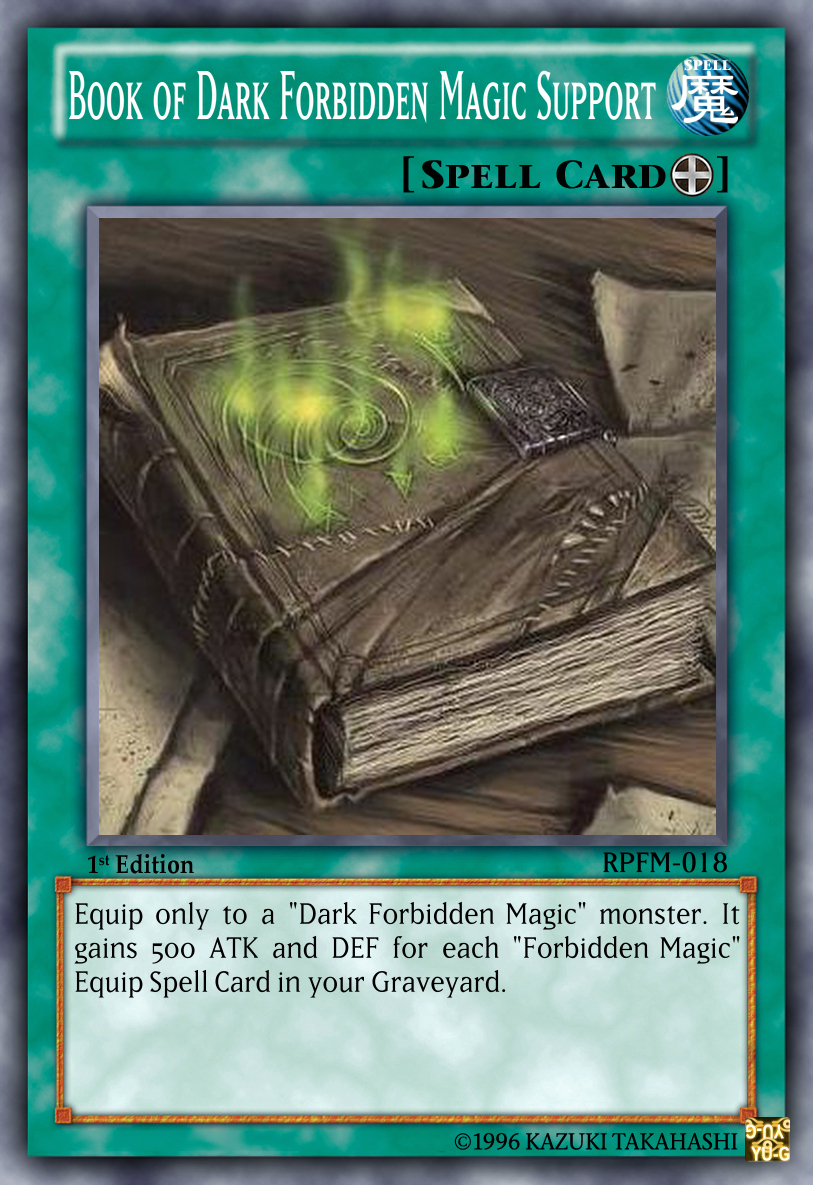 Book of Dark Forbidden Magic Support
SPELL
魔
[Spell Card]
1st Edition
RPFM-018
Equip only to a "Dark Forbidden Magic" monster. It
gains 500 ATK and DEF for each "Forbidden Magic"
Equip Spell Card in your Graveyard.
©1996 KAZUKI TAKAHASHI